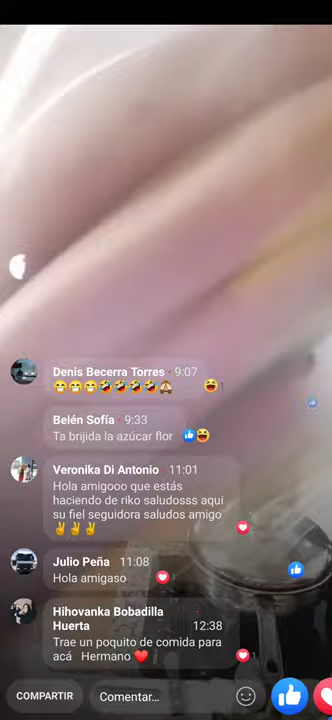 Denis Becerra Torres · 9:07
😁😁😁🤣🤣🤣🤣🙈
😆 1
Belén Sofía · 9:33
Ta brijida la azúcar flor 👍😆
Veronika Di Antonio · 11:01
Hola amigooo que estás
haciendo de riko saludosss aqui
su fiel seguidora saludos amigo
✌✌✌
Julio Peña · 11:08
Hola amigaso
Hihovanka Bobadilla
Huerta · 12:38
Trae un poquito de comida para
acá Hermano ❤️
1
COMPARTIR
Comentar...